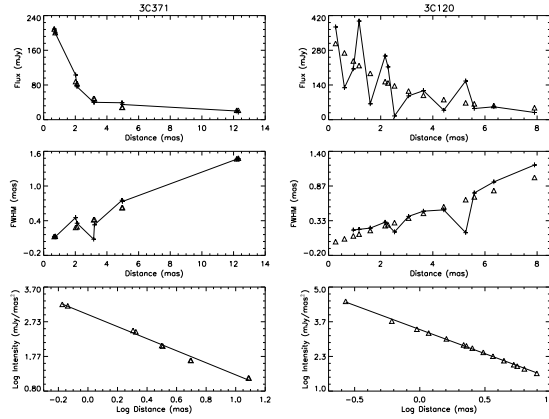 3C371
240
160
80
0
Flux (mJy)
0 2 4 6 8 10 12 14
Distance (mas)
3C120
420
280
140
0
Flux (mJy)
0 2 4 6 8
Distance (mas)
1.6
1.0
0.4
-0.2
FWHM (mas)
0 2 4 6 8 10 12 14
Distance (mas)
1.40
0.87
0.33
-0.20
FWHM (mas)
0 2 4 6 8
Distance (mas)
3.70
2.73
1.77
0.80
Log Intensity (mJy/mas²)
-0.2 0.0 0.2 0.4 0.6 0.8 1.0 1.2
Log Distance (mas)
5.0
3.7
2.3
1.0
Log Intensity (mJy/mas²)
-0.5 0.0 0.5 1.
Log Distance (mas)